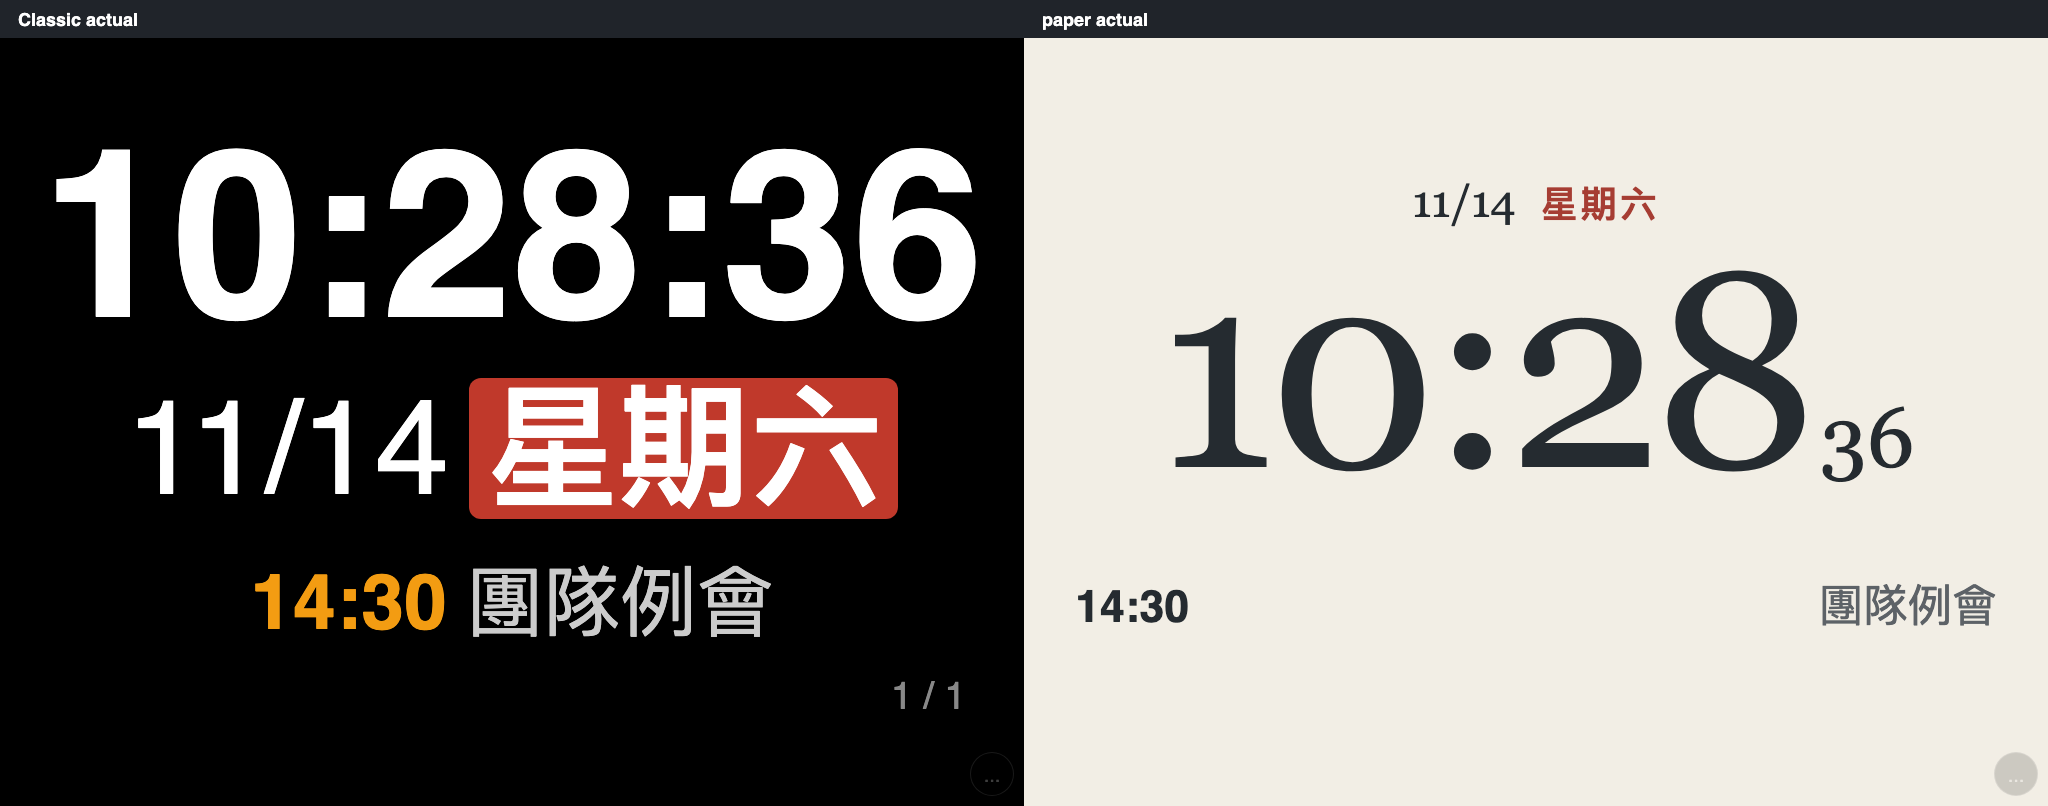 Classic actual
10:28:36
11/14 星期六
14:30 團隊例會
1 / 1
...
paper actual
11/14 星期六
10:28 36
14:30 團隊例會
...